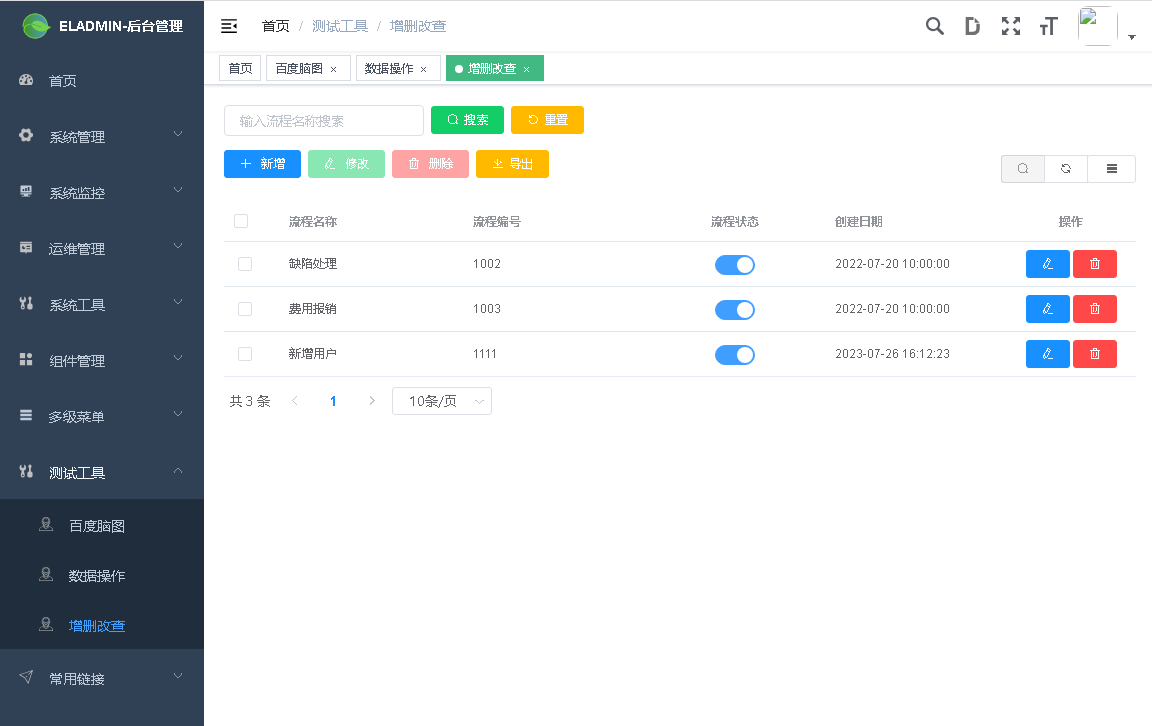 ELADMIN-后台管理
首页
系统管理
系统监控
运维管理
系统工具
组件管理
多级菜单
测试工具
百度脑图
数据操作
增删改查
常用链接
首页 / 测试工具 / 增删改查
首页 百度脑图 × 数据操作 × 增删改查 ×
输入流程名称搜索 搜索 重置
新增 修改 删除 导出
流程名称 流程编号 流程状态 创建日期 操作
缺陷处理 1002 2022-07-20 10:00:00
费用报销 1003 2022-07-20 10:00:00
新增用户 1111 2023-07-26 16:12:23
共 3 条 1 10条/页